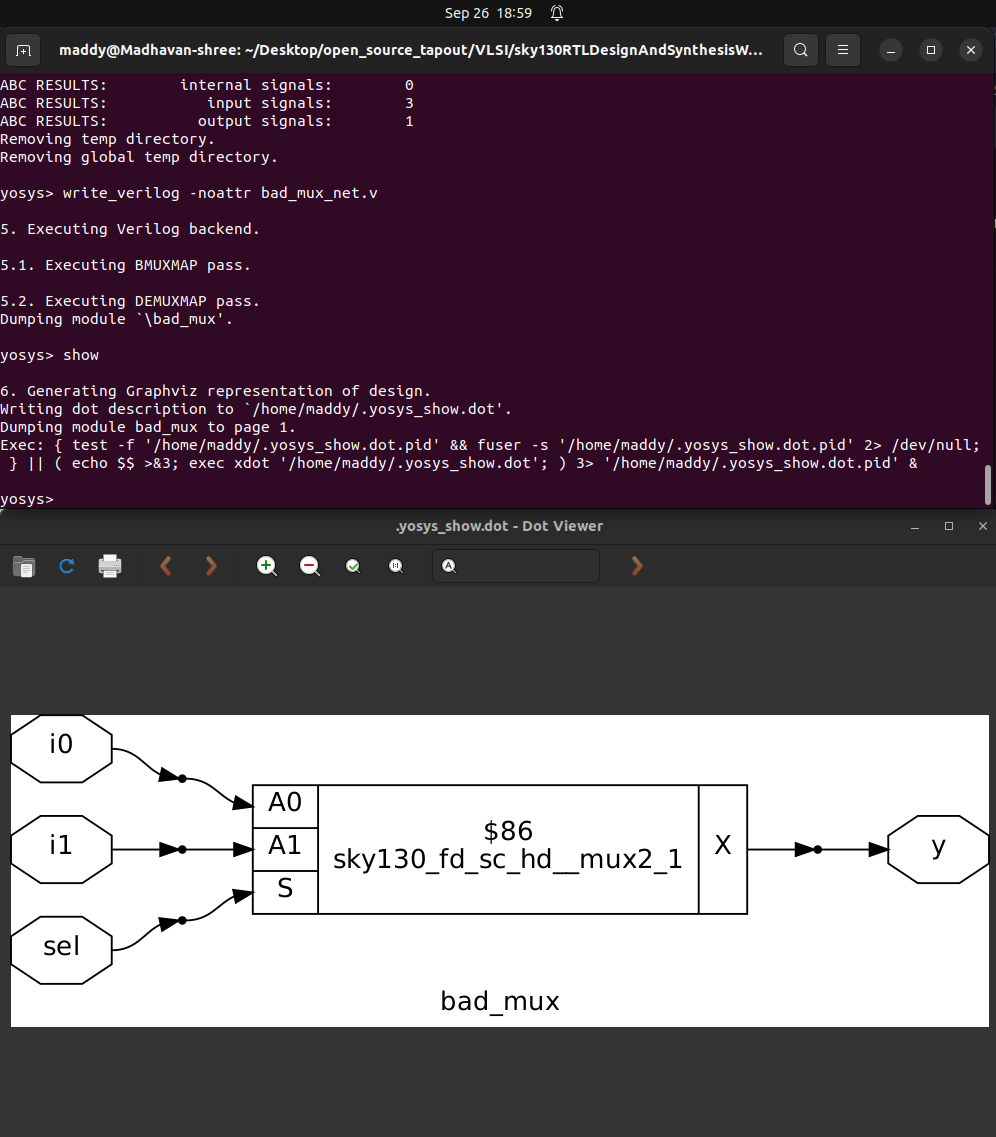 Sep 26 18:59
maddy@Madhavan-shree: ~/Desktop/open_source_tapout/VLSI/sky130RTLDesignAndSynthesisW...
ABC RESULTS:        internal signals:        0
ABC RESULTS:           input signals:        3
ABC RESULTS:          output signals:        1
Removing temp directory.
Removing global temp directory.
yosys> write_verilog -noattr bad_mux_net.v
5. Executing Verilog backend.
5.1. Executing BMUXMAP pass.
5.2. Executing DEMUXMAP pass.
Dumping module `\bad_mux'.
yosys> show
6. Generating Graphviz representation of design.
Writing dot description to `/home/maddy/.yosys_show.dot'.
Dumping module bad_mux to page 1.
Exec: { test -f '/home/maddy/.yosys_show.dot.pid' && fuser -s '/home/maddy/.yosys_show.dot.pid' 2> /dev/null;
 } || ( echo $$ >&3; exec xdot '/home/maddy/.yosys_show.dot'; ) 3> '/home/maddy/.yosys_show.dot.pid' &
yosys>
.yosys_show.dot - Dot Viewer
i0
A0
$86
i1
A1
sky130_fd_sc_hd__mux2_1
X
y
S
sel
bad_mux